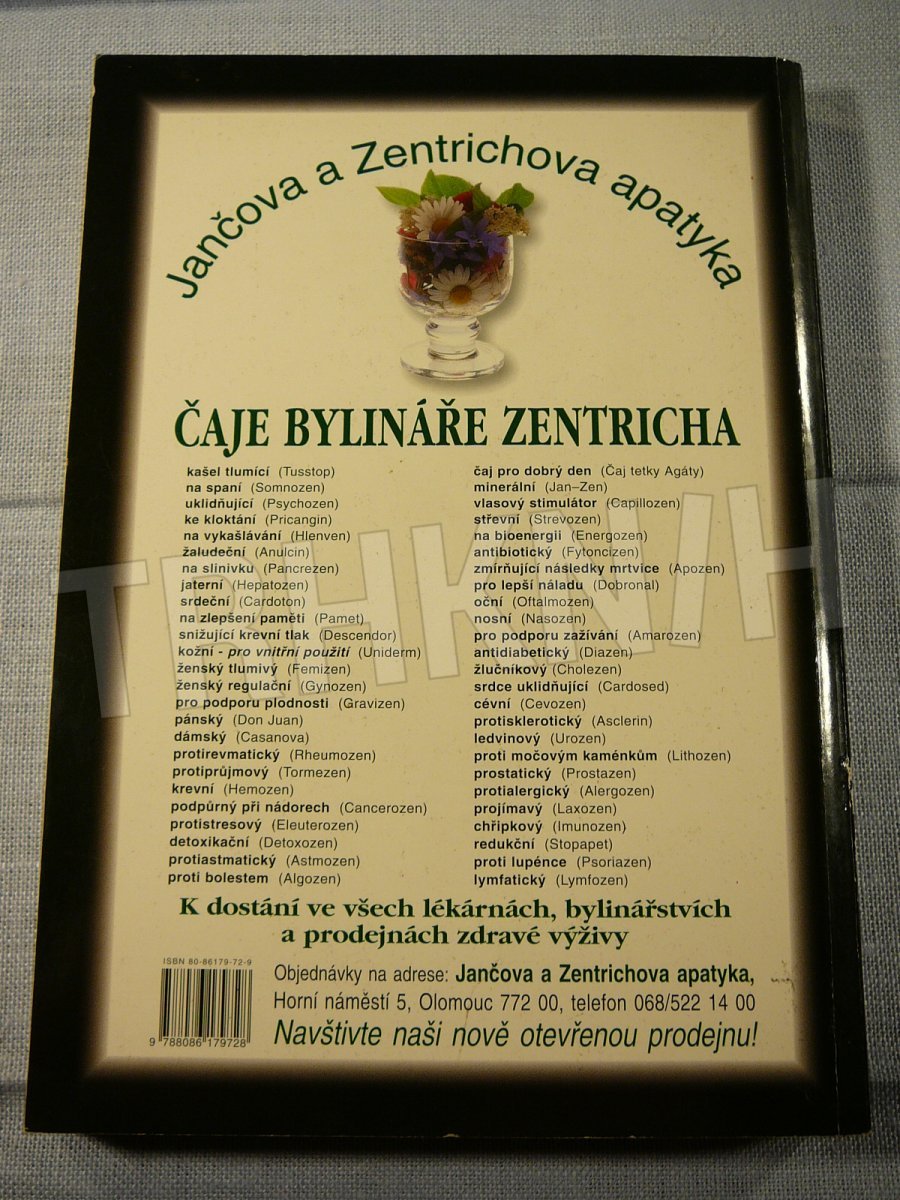 Jančova a Zentrichova apatyka
ČAJE BYLINÁŘE ZENTRICHA
kašel tlumící (Tusstop)
na spaní (Somnozen)
uklidňující (Psychozen)
ke kloktání (Pricangin)
na vykašlávání (Hlenven)
žaludeční (Anulcin)
na slinivku (Pancrezen)
jaterní (Hepatozen)
srdeční (Cardoton)
na zlepšení paměti (Pamet)
snižující krevní tlak (Descendor)
kožní - pro vnitřní použití (Uniderm)
ženský tlumivý (Femizen)
ženský regulační (Gynozen)
pro podporu plodnosti (Gravizen)
pánský (Don Juan)
dámský (Casanova)
protirevmatický (Rheumozen)
protiprůjmový (Tormezen)
krevní (Hemozen)
podpůrný při nádorech (Cancerozen)
protistresový (Eleuterozen)
detoxikační (Detoxozen)
protiastmatický (Astmozen)
proti bolestem (Algozen)
čaj pro dobrý den (Čaj tetky Agáty)
minerální (Jan–Zen)
vlasový stimulátor (Capillozen)
střevní (Strevozen)
na bioenergii (Energozen)
antibiotický (Fytoncizen)
zmírňující následky mrtvice (Apozen)
pro lepší náladu (Dobronal)
oční (Oftalmozen)
nosní (Nasozen)
pro podporu zažívání (Amarozen)
antidiabetický (Diazen)
žlučníkový (Cholezen)
srdce uklidňující (Cardosed)
cévní (Cevozen)
protisklerotický (Asclerin)
ledvinový (Urozen)
proti močovým kaménkům (Lithozen)
prostatický (Prostazen)
protialergický (Alergozen)
projímavý (Laxozen)
chřipkový (Imunozen)
redukční (Stopapet)
proti lupénce (Psoriazen)
lymfatický (Lymfozen)
K dostání ve všech lékárnách, bylinářstvích
a prodejnách zdravé výživy
ISBN 80-86179-72-9
9 788086 179728
Objednávky na adrese: Jančova a Zentrichova apatyka,
Horní náměstí 5, Olomouc 772 00, telefon 068/522 14 00
Navštivte naši nově otevřenou prodejnu!